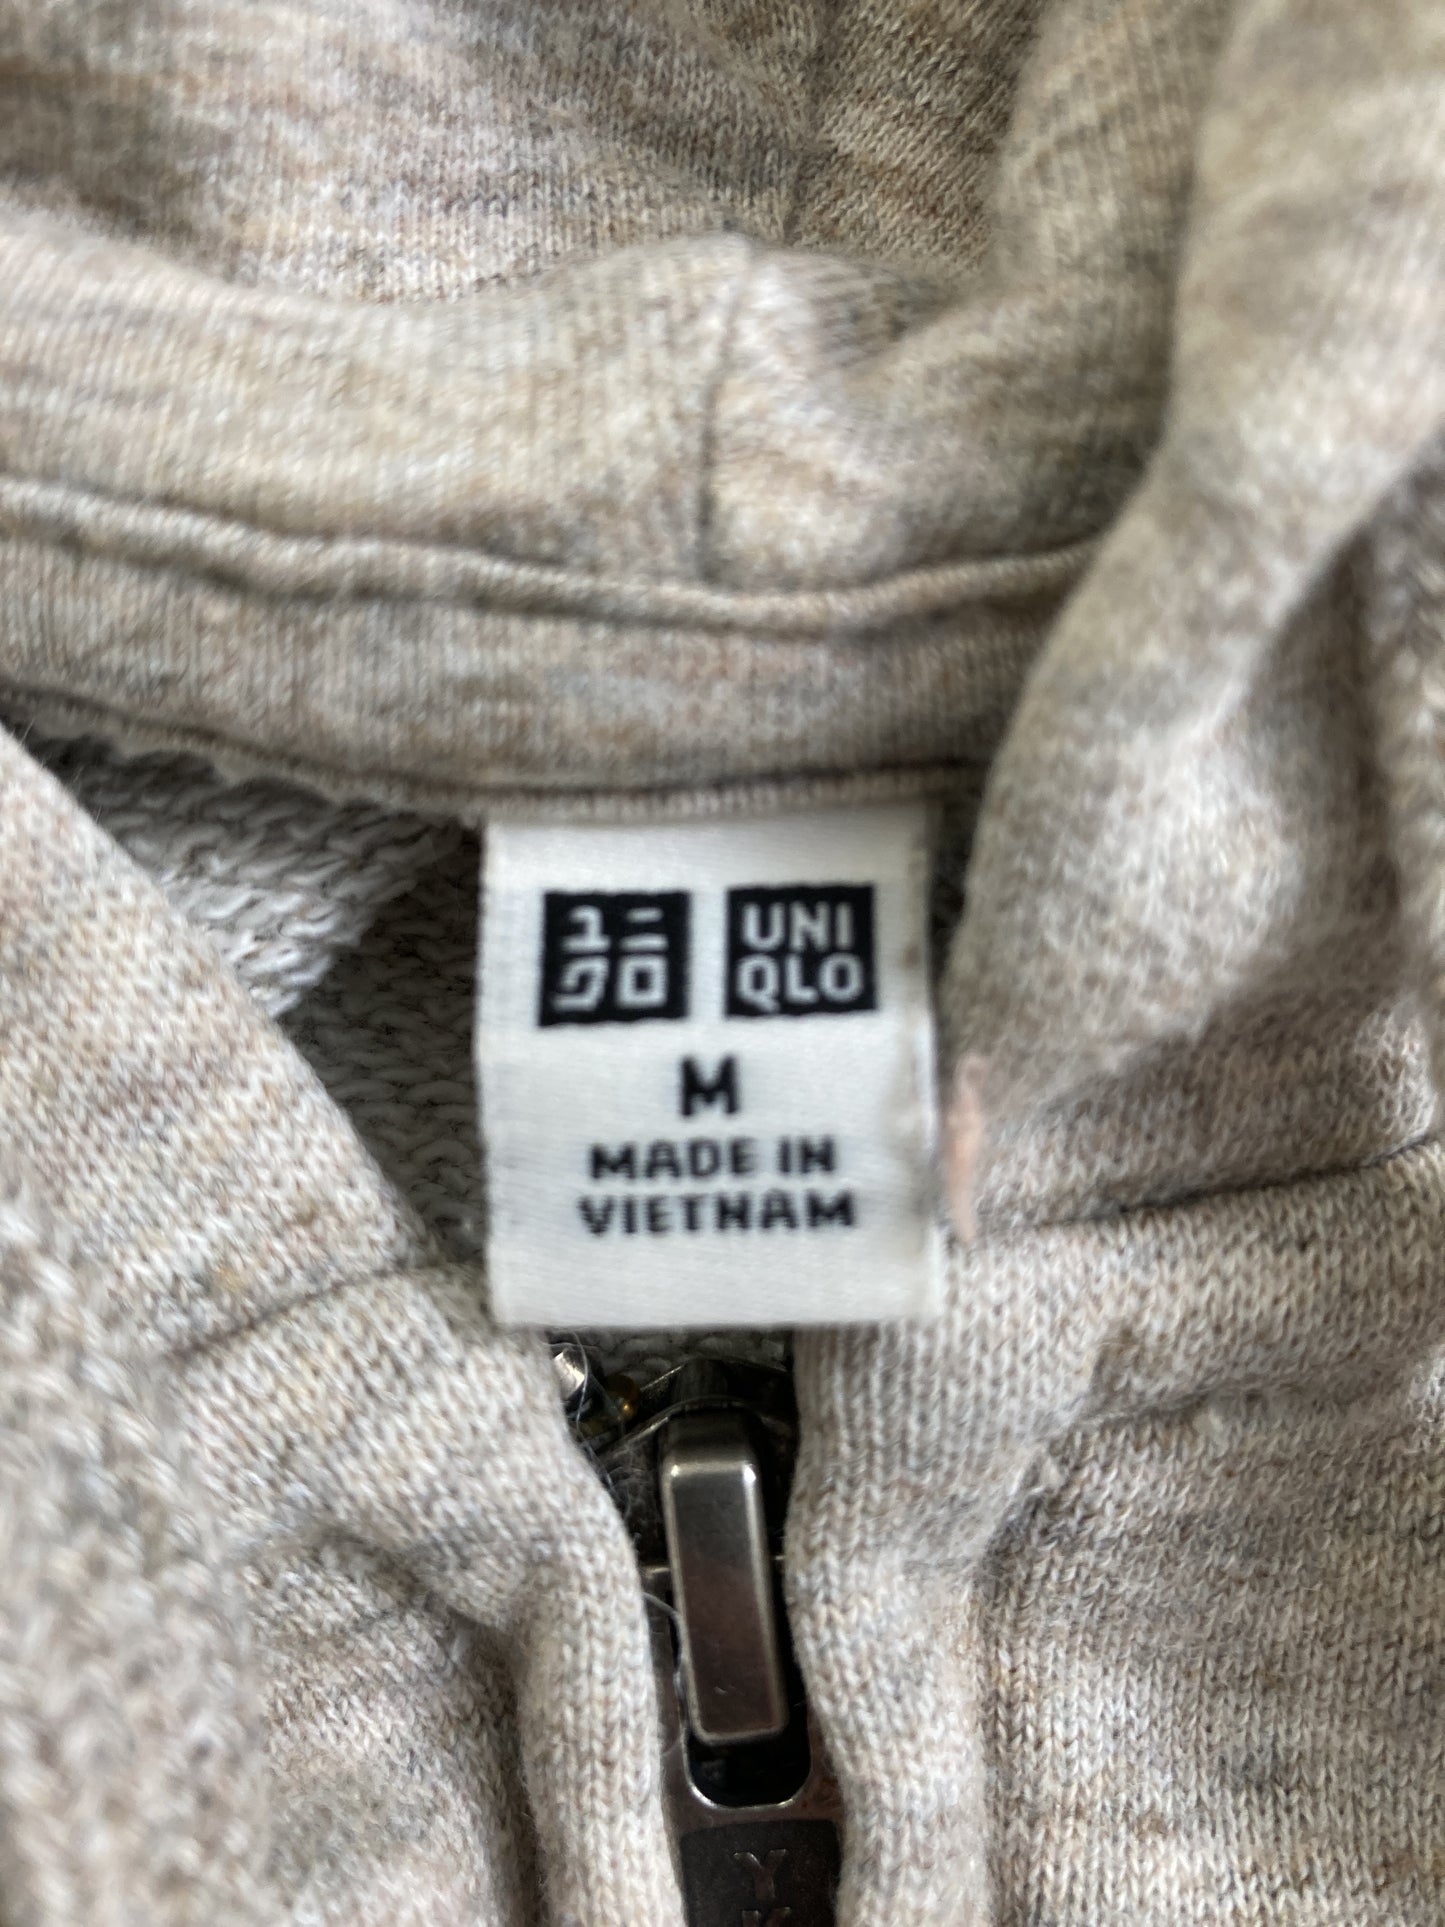 ユニ UNI
クロ QLO
M
MADE IN
VIETNAM
Y